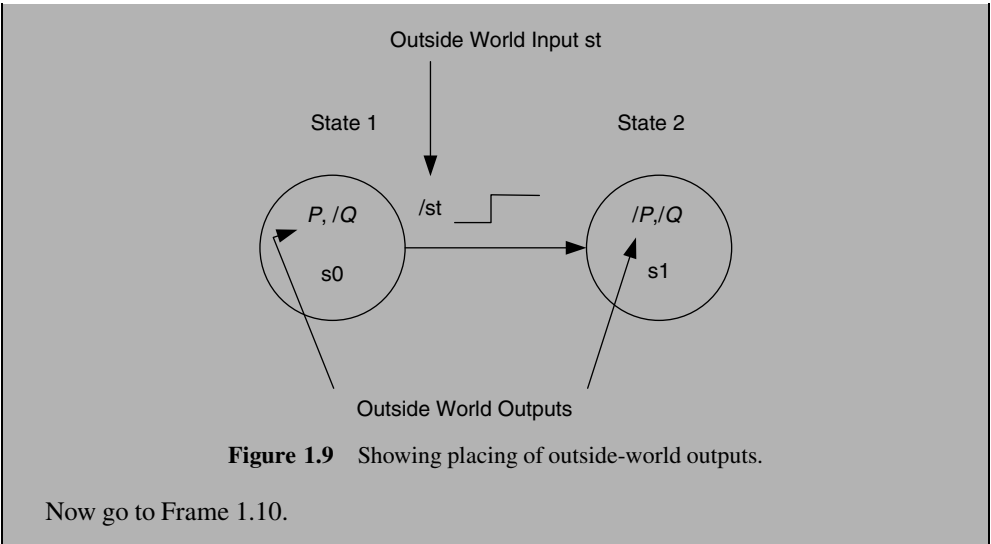 Outside World Input st
State 1
State 2
/st
P, /Q
/P,/Q
s0
s1
Outside World Outputs
Figure 1.9 Showing placing of outside-world outputs.
Now go to Frame 1.10.